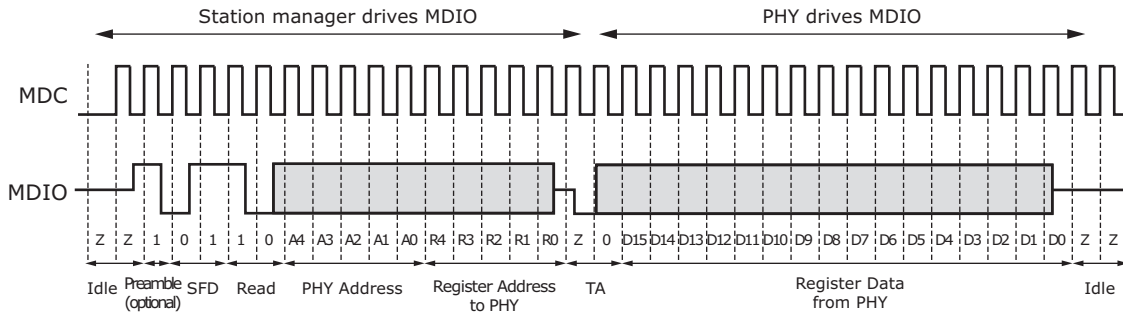 Station manager drives MDIO PHY drives MDIO
MDC
MDIO
Z Z 1 0 1 1 0 A4 A3 A2 A1 A0 R4 R3 R2 R1 R0 Z 0 D15 D14 D13 D12 D11 D10 D9 D8 D7 D6 D5 D4 D3 D2 D1 D0 Z Z
Idle Preamble (optional) SFD Read PHY Address Register Address to PHY TA Register Data from PHY Idle